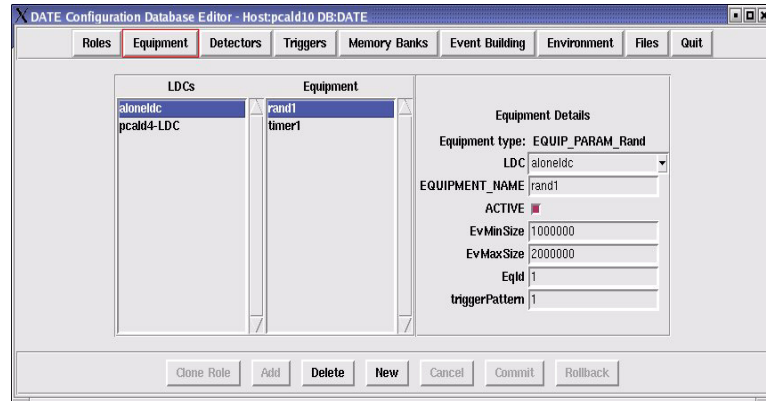 X DATE Configuration Database Editor - Host:pcald10 DB:DATE
Roles Equipment Detectors Triggers Memory Banks Event Building Environment Files Quit
LDCs Equipment
aloneldc rand1
pcald4-LDC timer1
Equipment Details
Equipment type: EQUIP_PARAM_Rand
LDC aloneldc
EQUIPMENT_NAME rand1
ACTIVE
EvMinSize 1000000
EvMaxSize 2000000
EqId 1
triggerPattern 1
Clone Role Add Delete New Cancel Commit Rollback